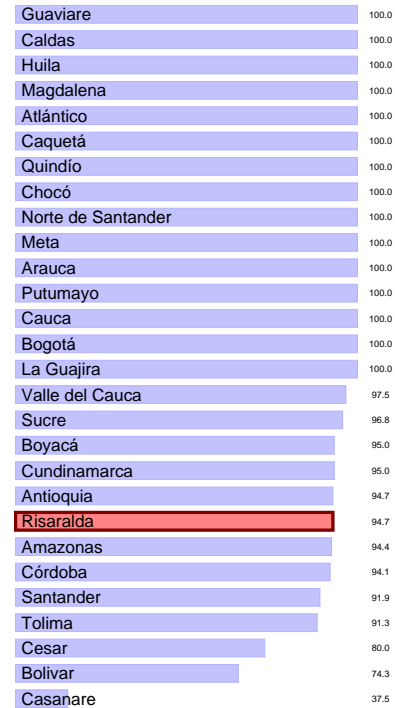 Guaviare 100.0
Caldas 100.0
Huila 100.0
Magdalena 100.0
Atlántico 100.0
Caquetá 100.0
Quindío 100.0
Chocó 100.0
Norte de Santander 100.0
Meta 100.0
Arauca 100.0
Putumayo 100.0
Cauca 100.0
Bogotá 100.0
La Guajira 100.0
Valle del Cauca 97.5
Sucre 96.8
Boyacá 95.0
Cundinamarca 95.0
Antioquia 94.7
Risaralda 94.7
Amazonas 94.4
Córdoba 94.1
Santander 91.9
Tolima 91.3
Cesar 80.0
Bolivar 74.3
Casanare 37.5